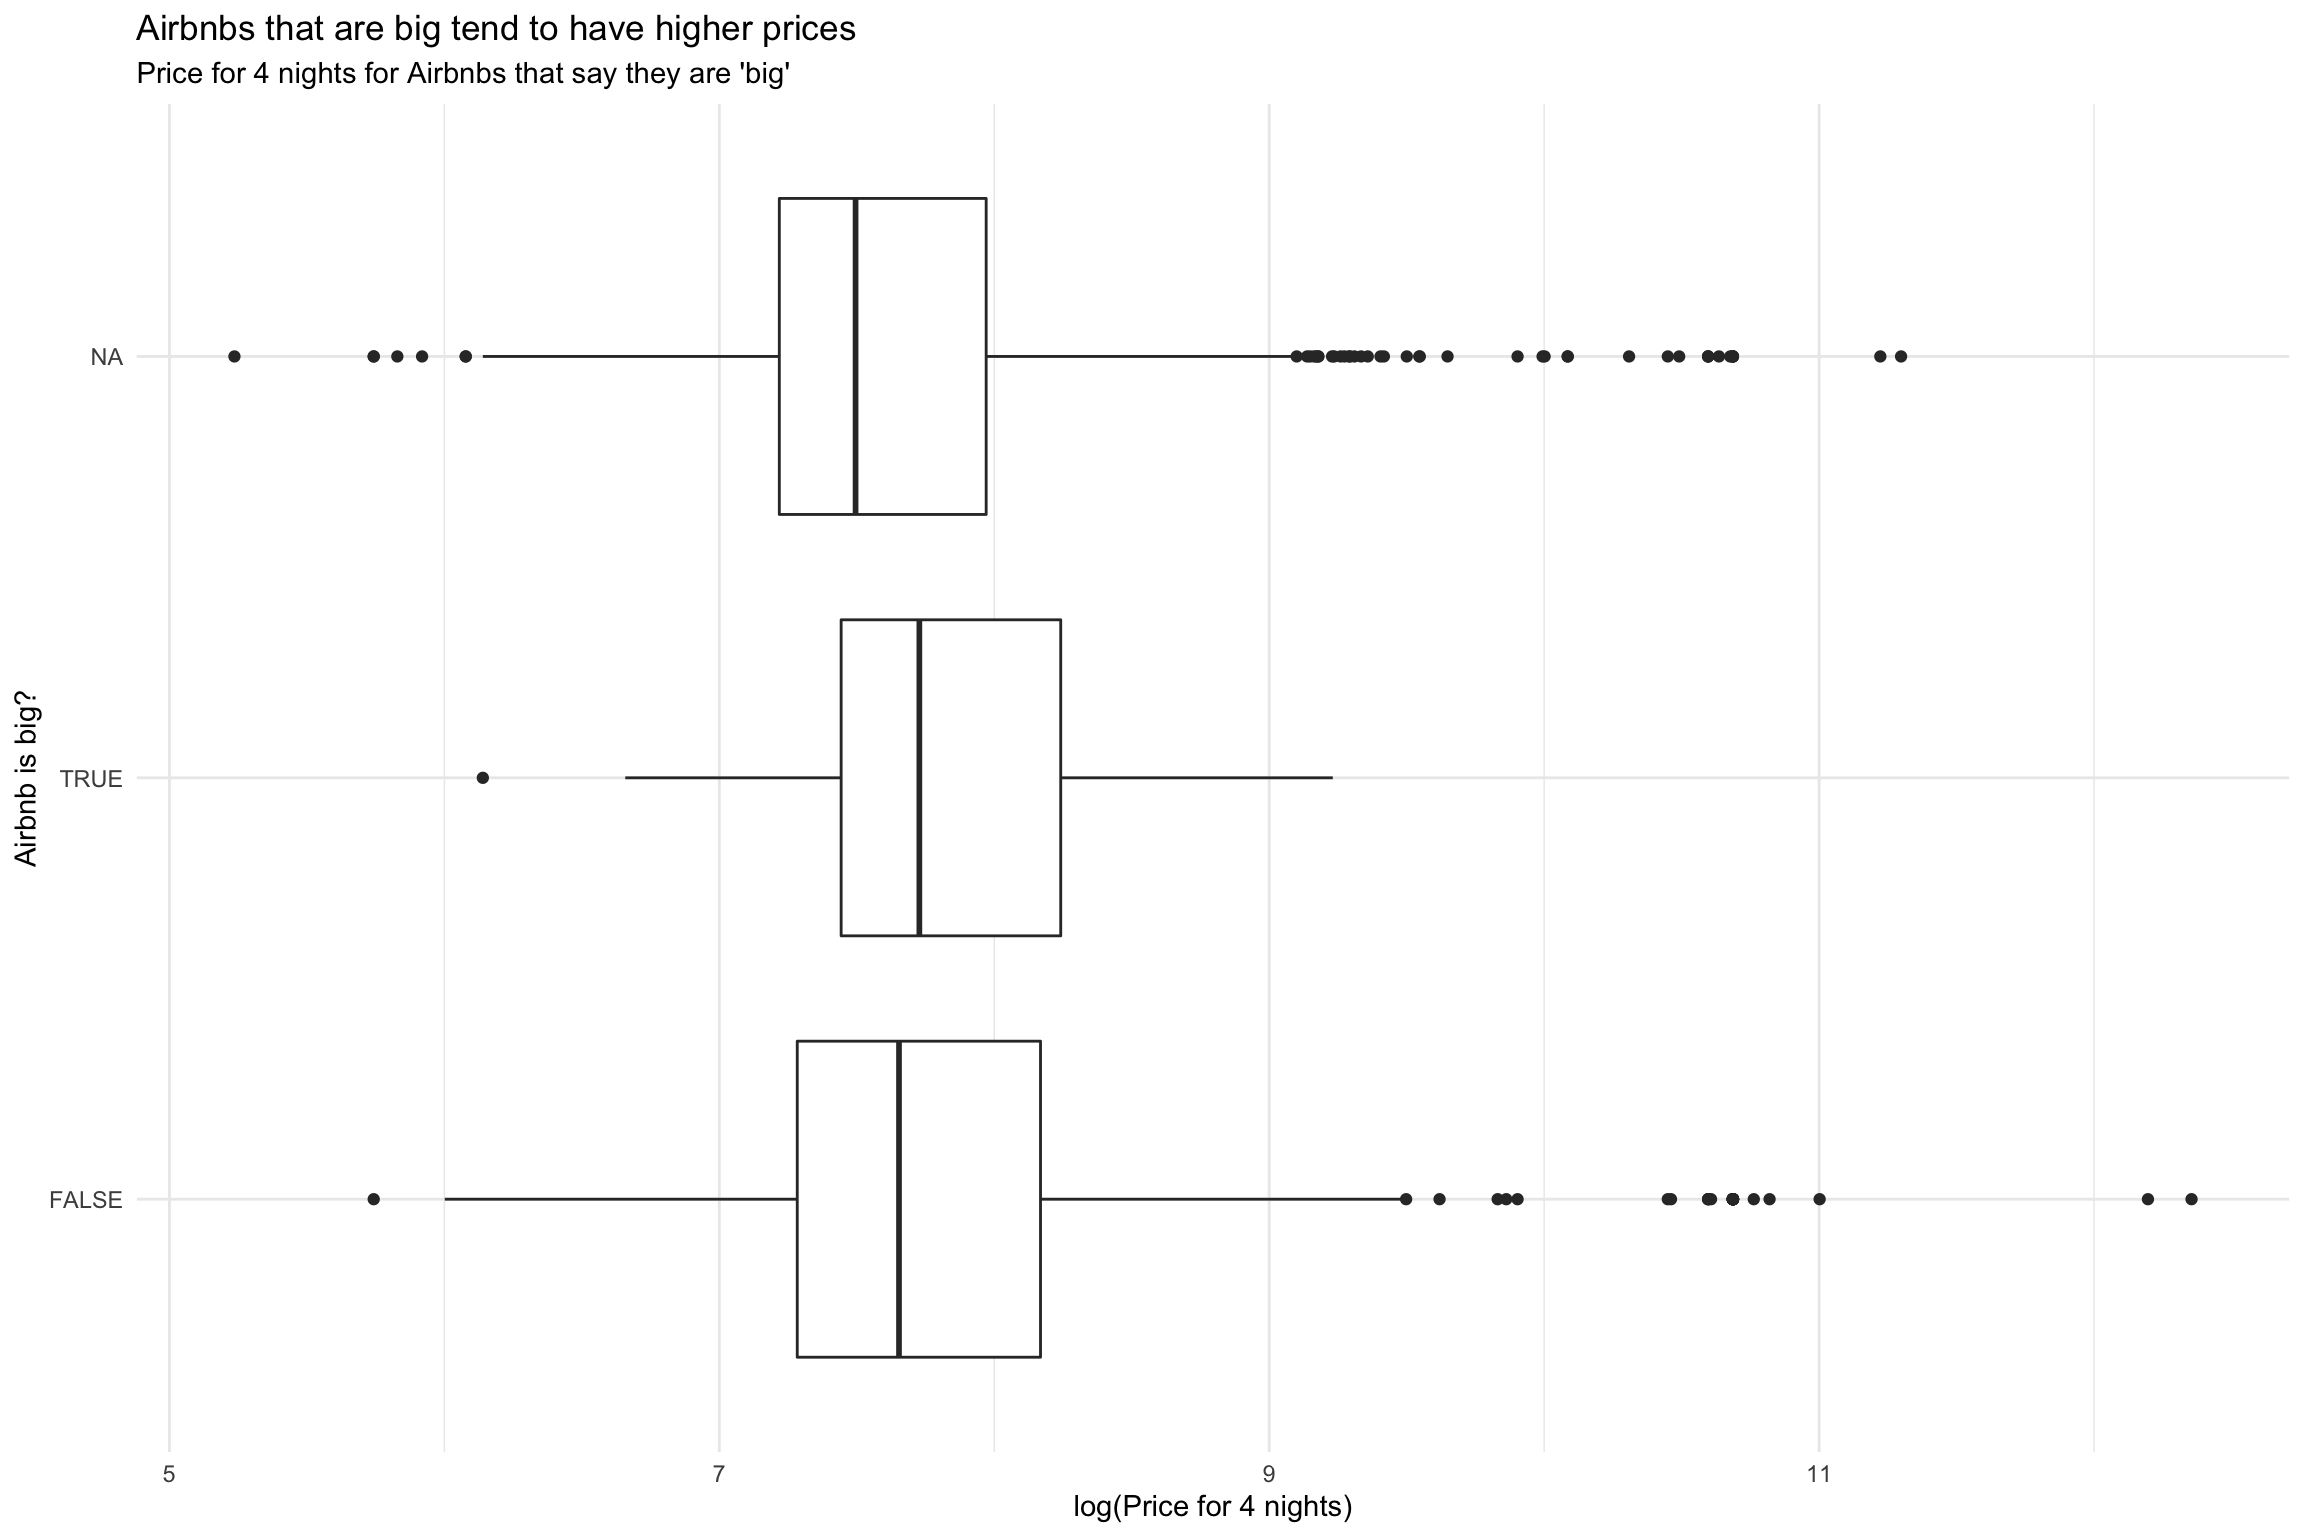 Airbnbs that are big tend to have higher prices
Price for 4 nights for Airbnbs that say they are 'big'
Airbnb is big?
NA
TRUE
FALSE
5
7
9
11
log(Price for 4 nights)